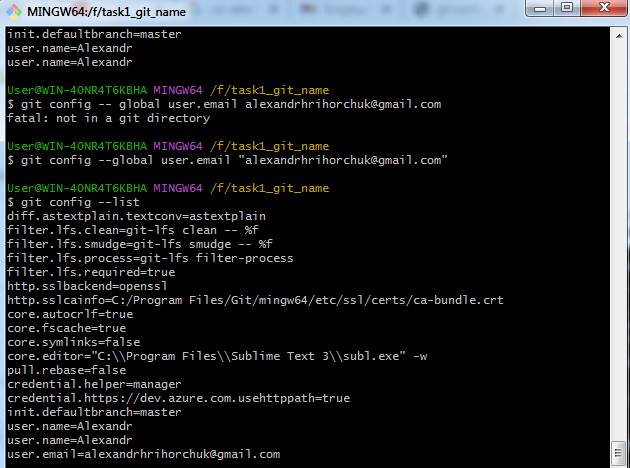 MINGW64:/f/task1_git_name
init.defaultbranch=master
user.name=Alexandr
user.name=Alexandr
User@WIN-4ONR4T6KBHA MINGW64 /f/task1_git_name
$ git config -- global user.email alexandrhrihorchuk@gmail.com
fatal: not in a git directory
User@WIN-4ONR4T6KBHA MINGW64 /f/task1_git_name
$ git config --global user.email "alexandrhrihorchuk@gmail.com"
User@WIN-4ONR4T6KBHA MINGW64 /f/task1_git_name
$ git config --list
diff.astextplain.textconv=astextplain
filter.lfs.clean=git-lfs clean -- %f
filter.lfs.smudge=git-lfs smudge -- %f
filter.lfs.process=git-lfs filter-process
filter.lfs.required=true
http.sslbackend=openssl
http.sslcainfo=C:/Program Files/Git/mingw64/etc/ssl/certs/ca-bundle.crt
core.autocrlf=true
core.fscache=true
core.symlinks=false
core.editor="C:\\Program Files\\Sublime Text 3\\subl.exe" -w
pull.rebase=false
credential.helper=manager
credential.https://dev.azure.com.usehttppath=true
init.defaultbranch=master
user.name=Alexandr
user.name=Alexandr
user.email=alexandrhrihorchuk@gmail.com